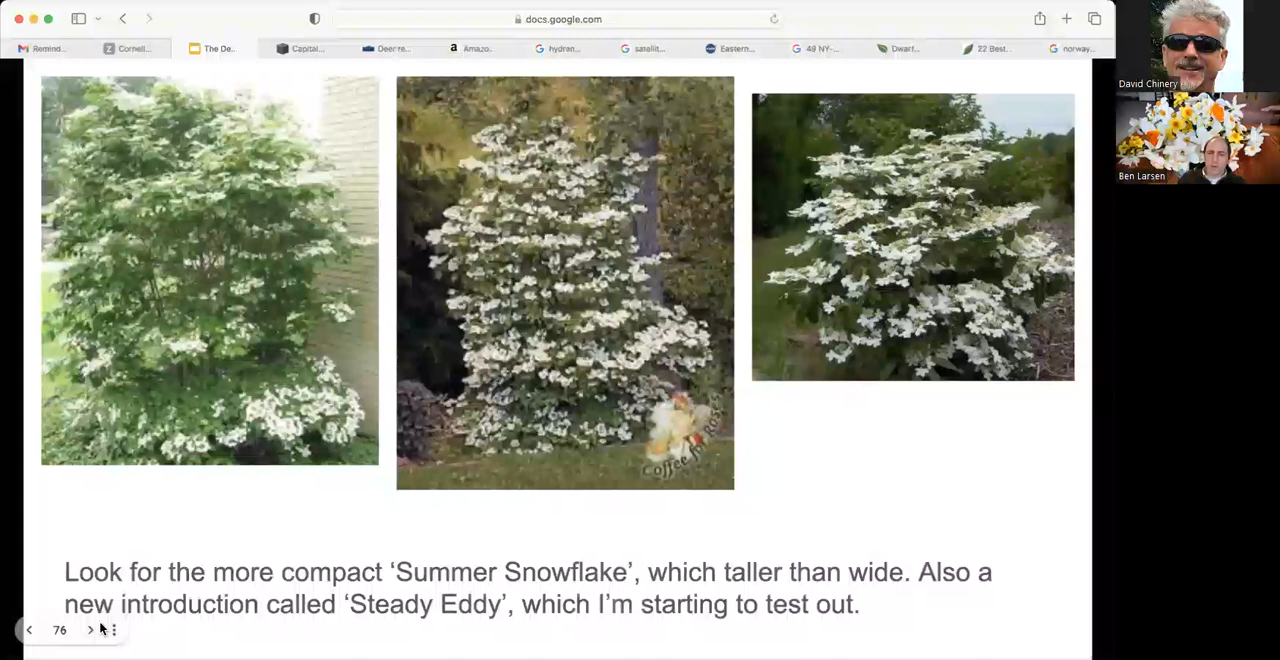 docs.google.com
Remind...
Cornell...
The De...
Capital...
Deer re...
Amazo...
hydren...
satellit...
Eastern...
49 NY-...
Dwarf...
22 Best...
norway...
David Chinery
Ben Larsen
Coffee for
Look for the more compact ‘Summer Snowflake’, which taller than wide. Also a
new introduction called ‘Steady Eddy’, which I’m starting to test out.
76